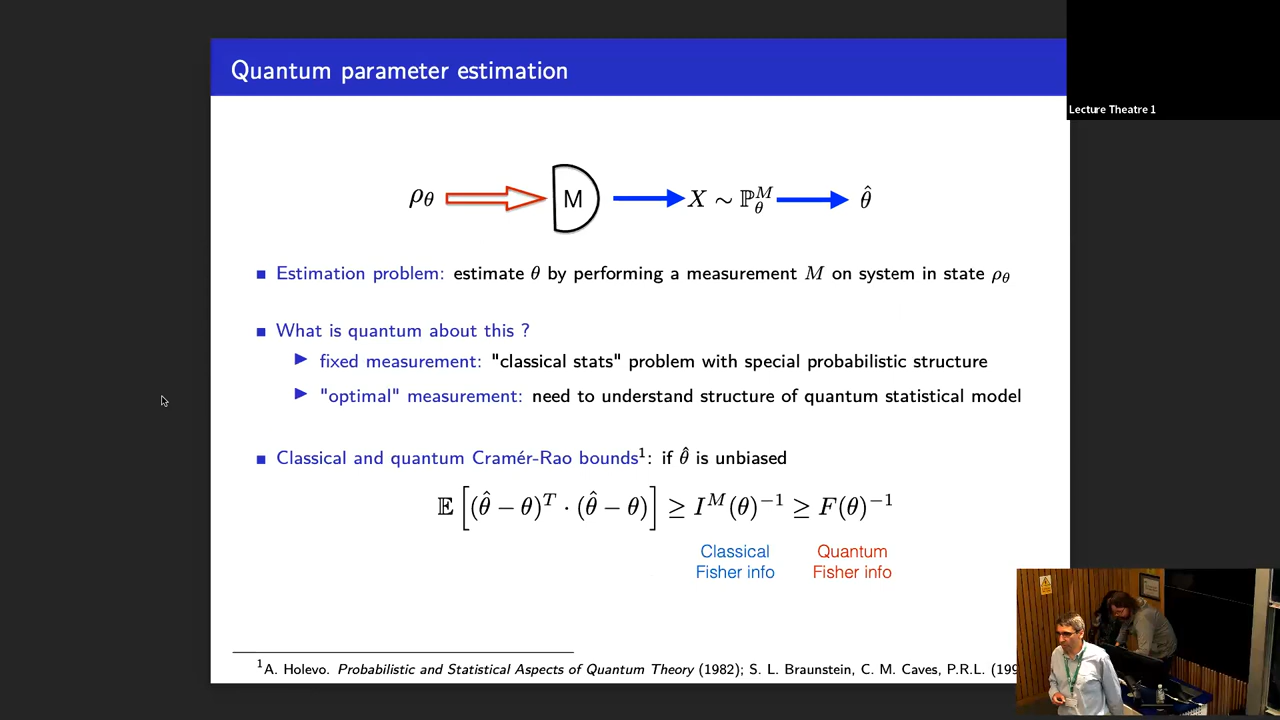 Quantum parameter estimation
Lecture Theatre 1
ρθ M X ∼ ℙ^M_θ θ̂
Estimation problem: estimate θ by performing a measurement M on system in state ρθ
What is quantum about this ?
fixed measurement: "classical stats" problem with special probabilistic structure
"optimal" measurement: need to understand structure of quantum statistical model
Classical and quantum Cramér-Rao bounds¹: if θ̂ is unbiased
𝔼[(θ̂ − θ)^T · (θ̂ − θ)] ≥ I^M(θ)^−1 ≥ F(θ)^−1
Classical Quantum
Fisher info Fisher info
¹A. Holevo. Probabilistic and Statistical Aspects of Quantum Theory (1982); S. L. Braunstein, C. M. Caves, P.R.L.